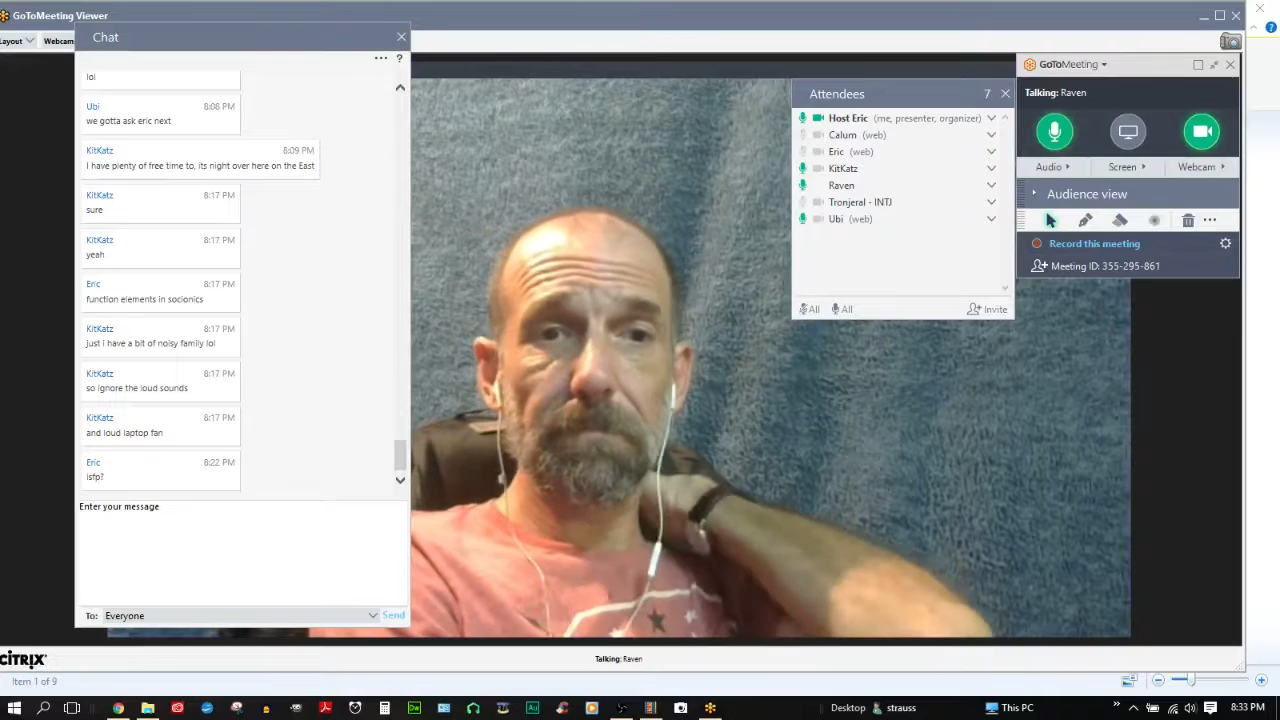 GoToMeeting Viewer
Layout
Webcam
Chat
?
lol
Ubi 8:08 PM
we gotta ask eric next
KitKatz 8:09 PM
I have plenty of free time to, its night over here on the East
KitKatz 8:17 PM
sure
KitKatz 8:17 PM
yeah
Eric 8:17 PM
function elements in socionics
KitKatz 8:17 PM
just i have a bit of noisy family lol
KitKatz 8:17 PM
so ignore the loud sounds
KitKatz 8:17 PM
and loud laptop fan
Eric 8:22 PM
isfp?
Enter your message
To: Everyone Send
Attendees 7
Host Eric (me, presenter, organizer)
Calum (web)
Eric (web)
KitKatz
Raven
Tronjeral - INTJ
Ubi (web)
All All Invite
GoToMeeting
Talking: Raven
Audio Screen Webcam
Audience view
Record this meeting
Meeting ID: 355-295-861
CİTRIX
Talking: Raven
Item 1 of 9
Dw
Au
Desktop strauss This PC 8:33 PM